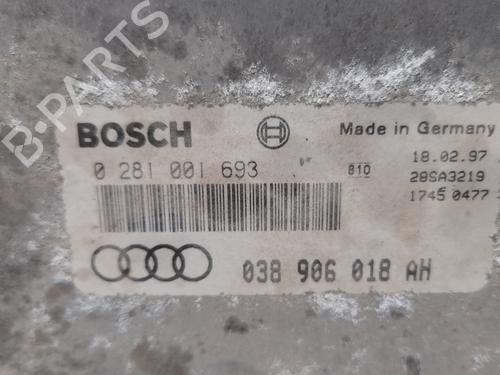 B-PARTS
BOSCH
Made in Germany
0 281 001 693
810
18.02.97
28SA3219
1745 0477
038 906 018 AH